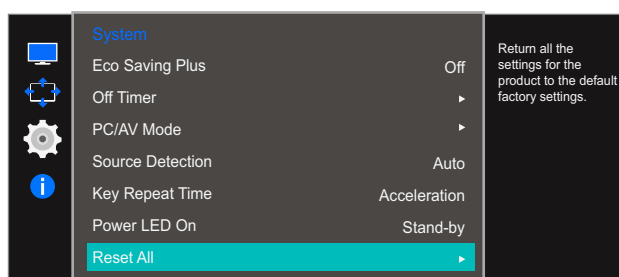 System
Eco Saving Plus Off
Off Timer
PC/AV Mode
Source Detection Auto
Key Repeat Time Acceleration
Power LED On Stand-by
Reset All
Return all the
settings for the
product to the default
factory settings.